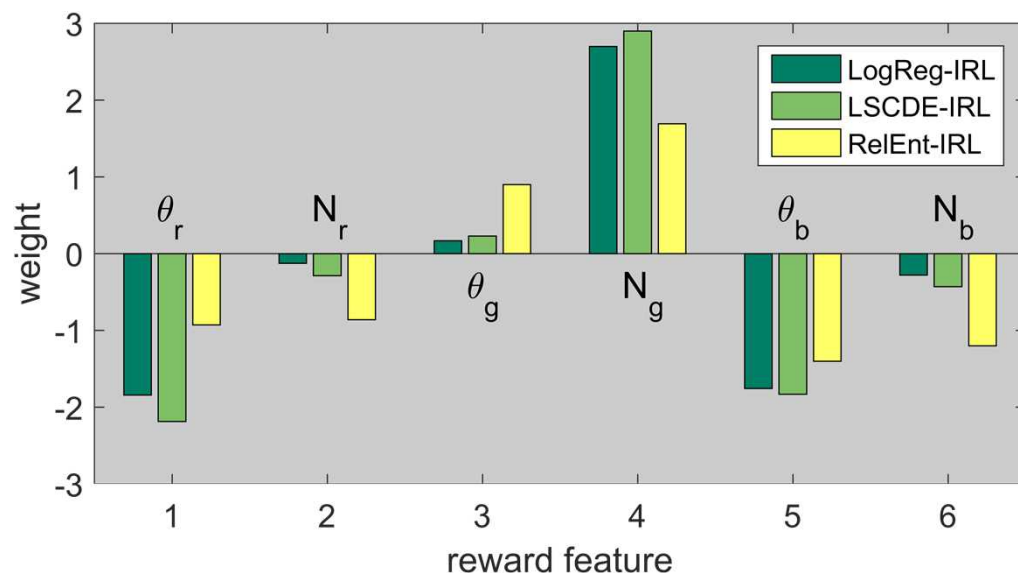 3
2
1
0
-1
-2
-3
weight
LogReg-IRL
LSCDE-IRL
RelEnt-IRL
θr
Nr
θg
Ng
θb
Nb
1 2 3 4 5 6
reward feature